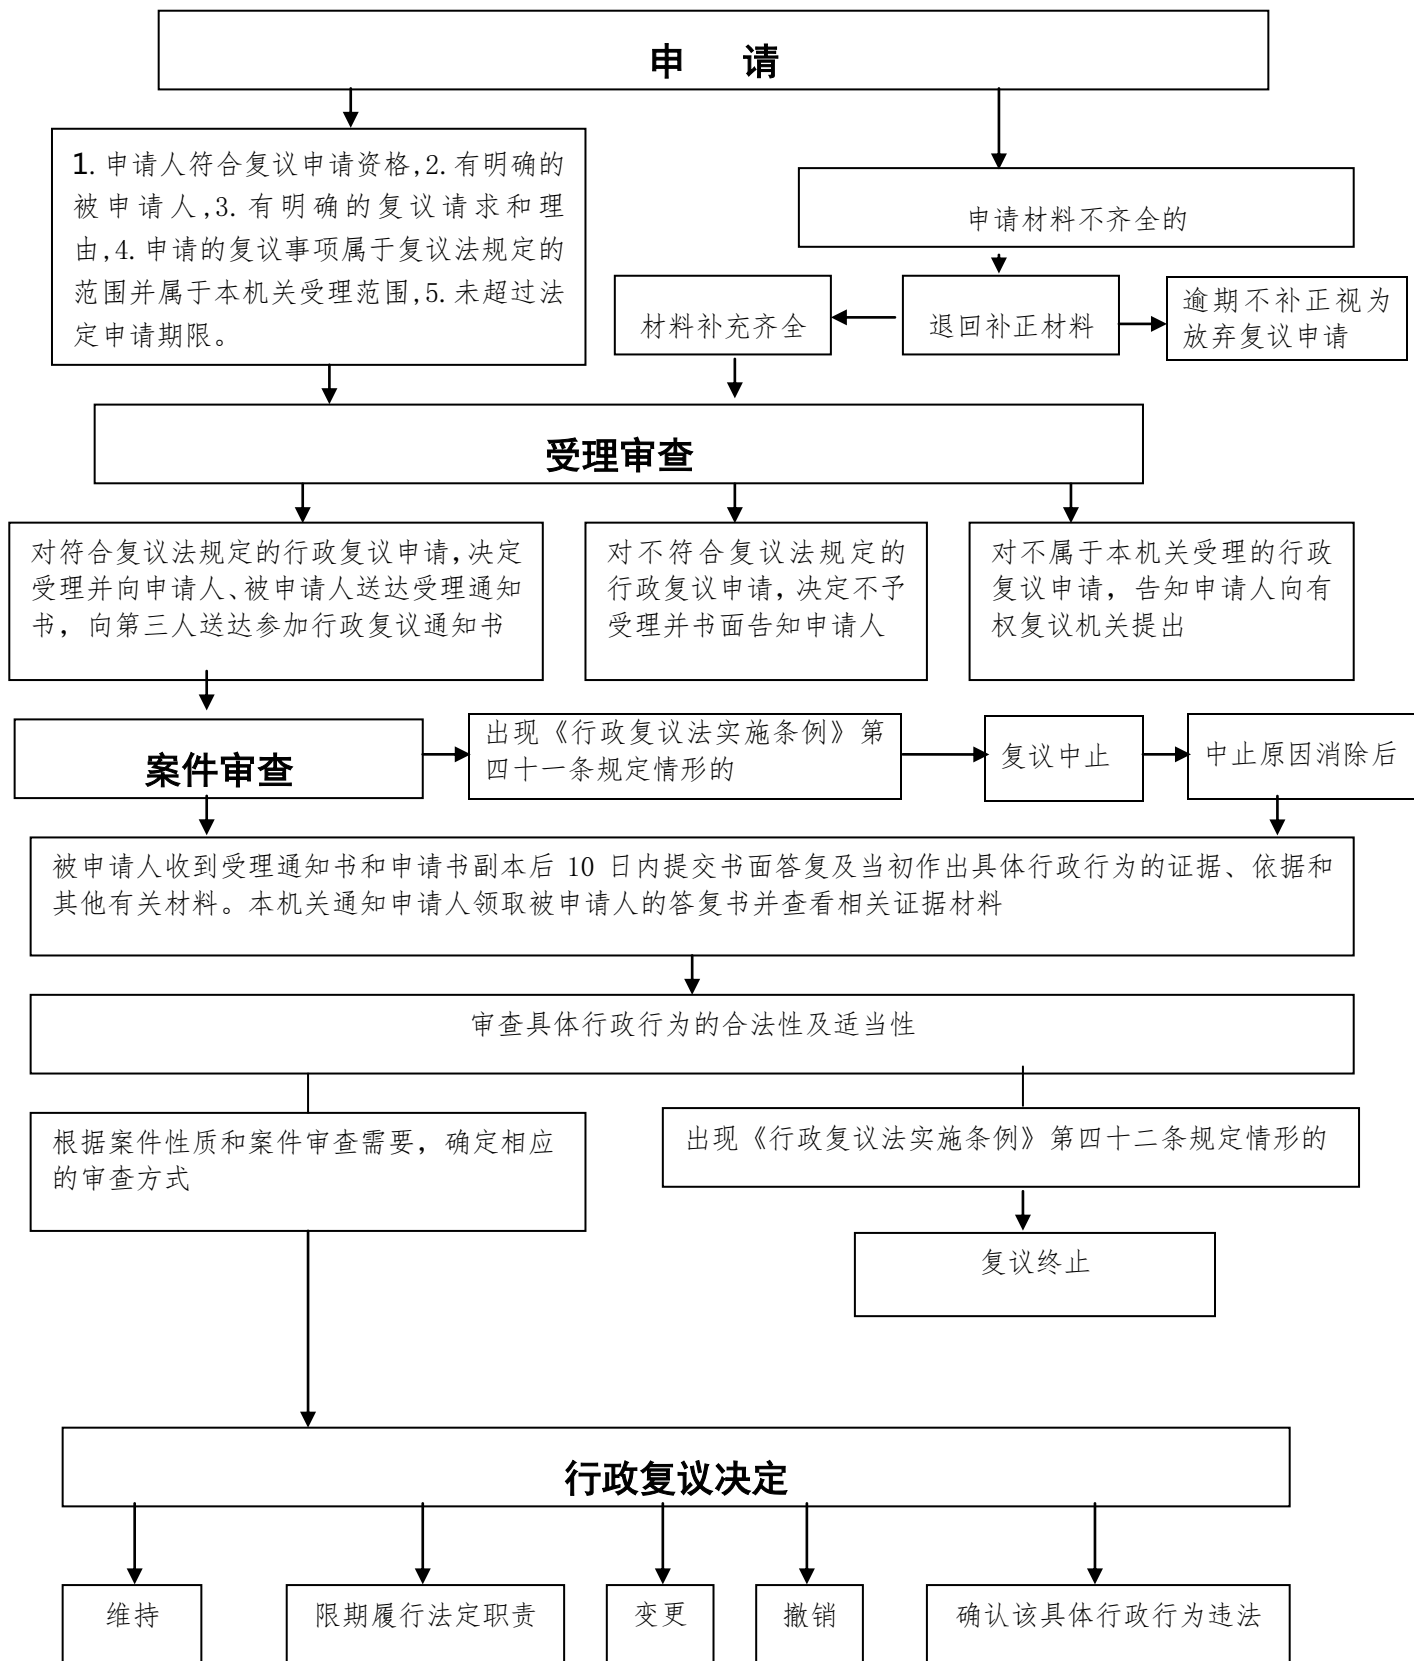 申 请
1. 申请人符合复议申请资格,2. 有明确的
被申请人,3. 有明确的复议请求和理
由,4. 申请的复议事项属于复议法规定的
范围并属于本机关受理范围,5. 未超过法
定申请期限。
申请材料不齐全的
材料补充齐全
退回补正材料
逾期不补正视为
放弃复议申请
受理审查
对符合复议法规定的行政复议申请,决定
受理并向申请人、被申请人送达受理通知
书，向第三人送达参加行政复议通知书
对不符合复议法规定的
行政复议申请,决定不予
受理并书面告知申请人
对不属于本机关受理的行政
复议申请，告知申请人向有
权复议机关提出
案件审查
出现《行政复议法实施条例》第
四十一条规定情形的
复议中止
中止原因消除后
被申请人收到受理通知书和申请书副本后 10 日内提交书面答复及当初作出具体行政行为的证据、依据和
其他有关材料。本机关通知申请人领取被申请人的答复书并查看相关证据材料
审查具体行政行为的合法性及适当性
根据案件性质和案件审查需要，确定相应
的审查方式
出现《行政复议法实施条例》第四十二条规定情形的
复议终止
行政复议决定
维持
限期履行法定职责
变更
撤销
确认该具体行政行为违法